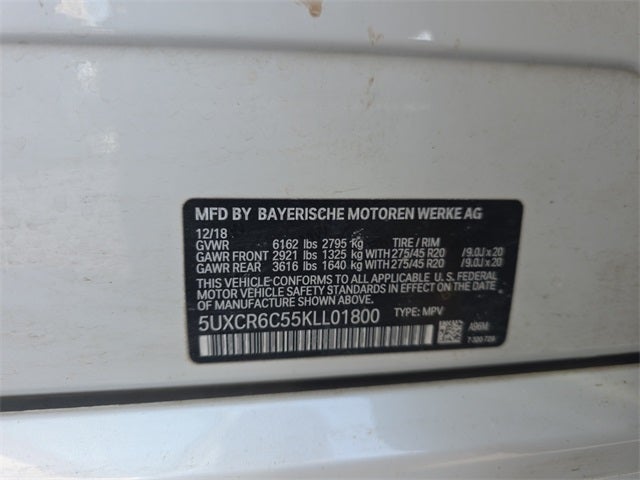 MFD BY BAYERISCHE MOTOREN WERKE AG
12/18
GVWR 6162 lbs 2795 kg TIRE / RIM
GAWR FRONT 2921 lbs 1325 kg WITH 275/45 R20 /9.0J x 20
GAWR REAR 3616 lbs 1640 kg WITH 275/45 R20 /9.0J x 20
THIS VEHICLE CONFORMS TO ALL APPLICABLE U. S. FEDERAL
MOTOR VEHICLE SAFETY STANDARDS IN EFFECT ON THE DATE
OF MANUFACTURE SHOWN ABOVE.
5UXCR6C55KLL01800 TYPE: MPV A96M